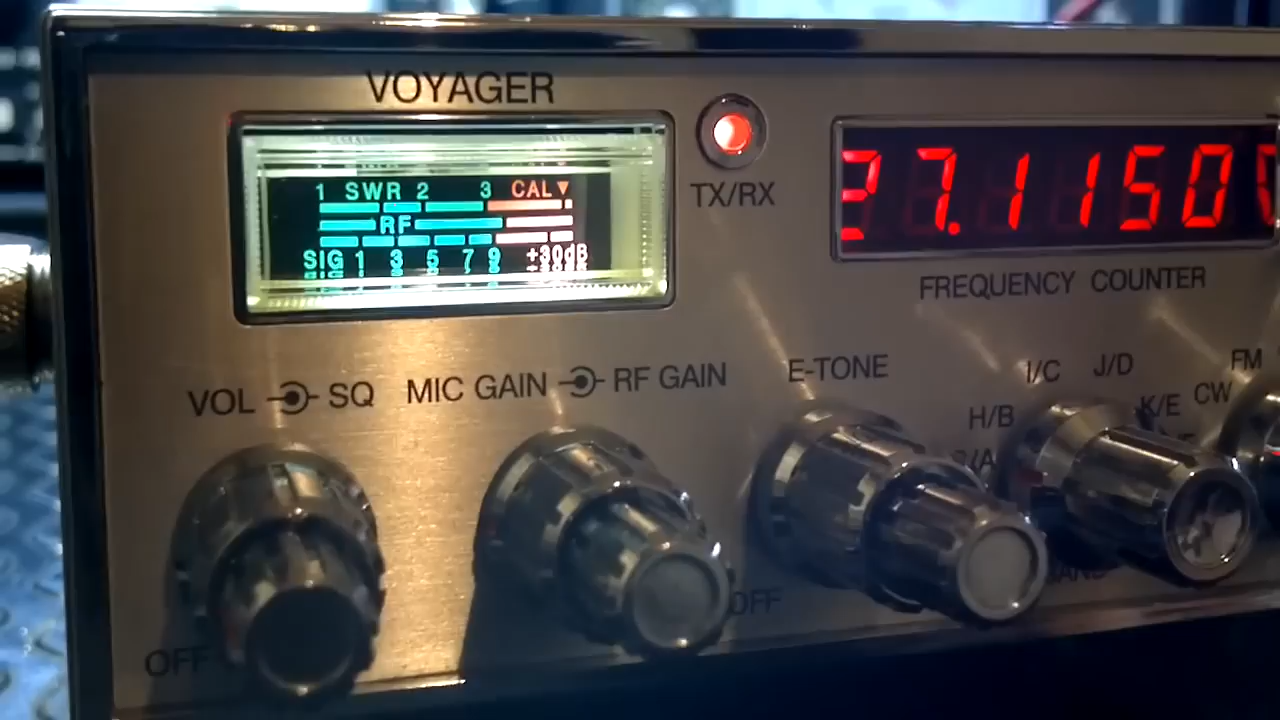 VOYAGER
1 SWR 2 3 CAL▼
RF
SIG 1 3 5 7 9 +30dB
TX/RX
27.1150
FREQUENCY COUNTER
VOL SQ
MIC GAIN RF GAIN
E-TONE
H/B
I/C
J/D
K/E
CW
FM
OFF
OFF